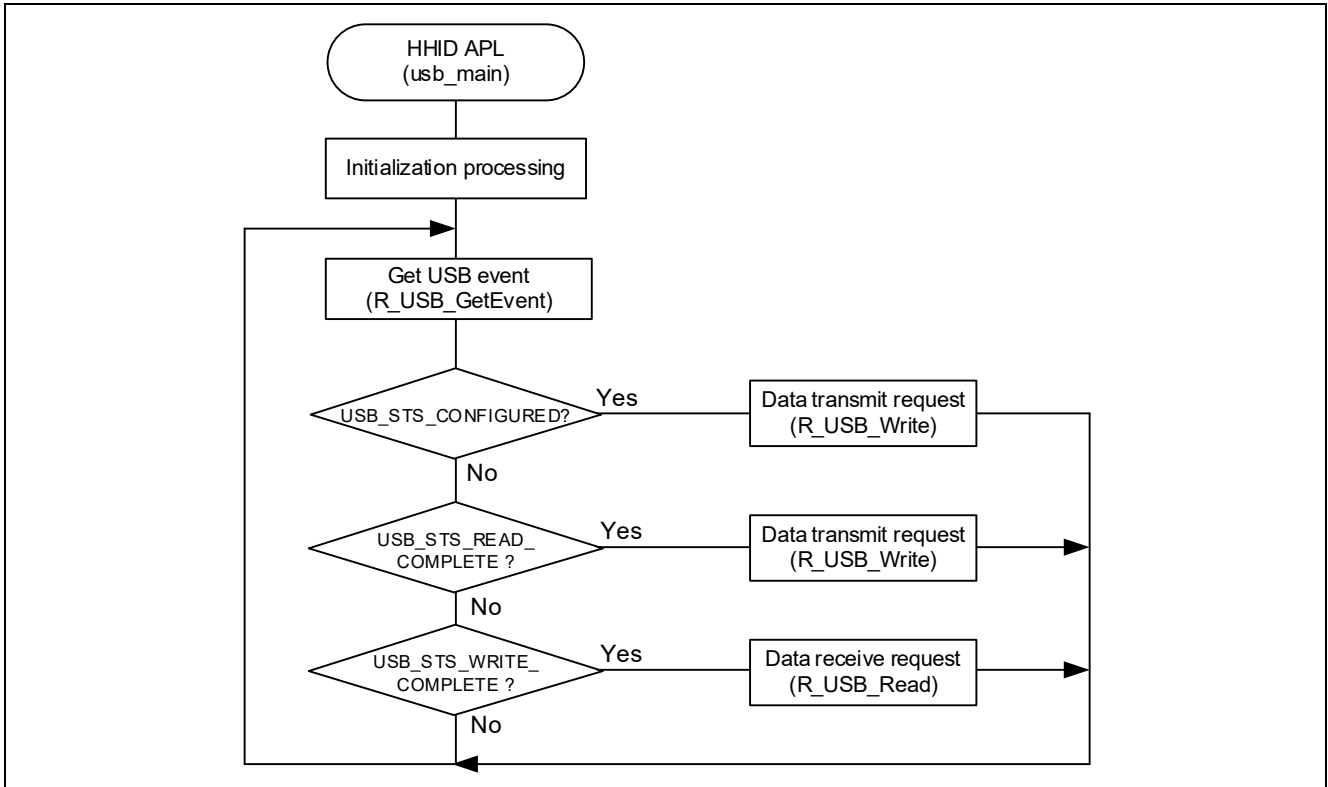 HHID APL
(usb_main)
Initialization processing
Get USB event
(R_USB_GetEvent)
USB_STS_CONFIGURED?
Yes
Data transmit request
(R_USB_Write)
No
USB_STS_READ_
COMPLETE ?
Yes
Data transmit request
(R_USB_Write)
No
USB_STS_WRITE_
COMPLETE ?
Yes
Data receive request
(R_USB_Read)
No